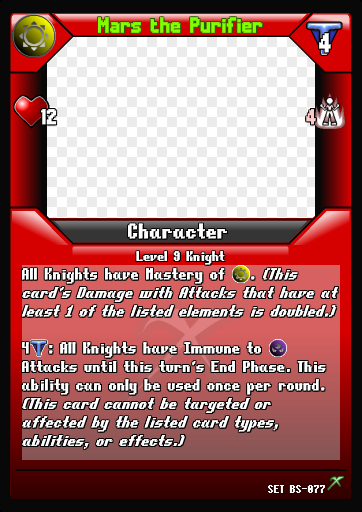 Mars the Purifier
4
12
4
Character
Level 9 Knight
All Knights have Mastery of . (This
card's Damage with Attacks that have at
least 1 of the listed elements is doubled.)
4 : All Knights have Immune to
Attacks until this turn's End Phase. This
ability can only be used once per round.
(This card cannot be targeted or
affected by the listed card types,
abilities, or effects.)
SET BS-077